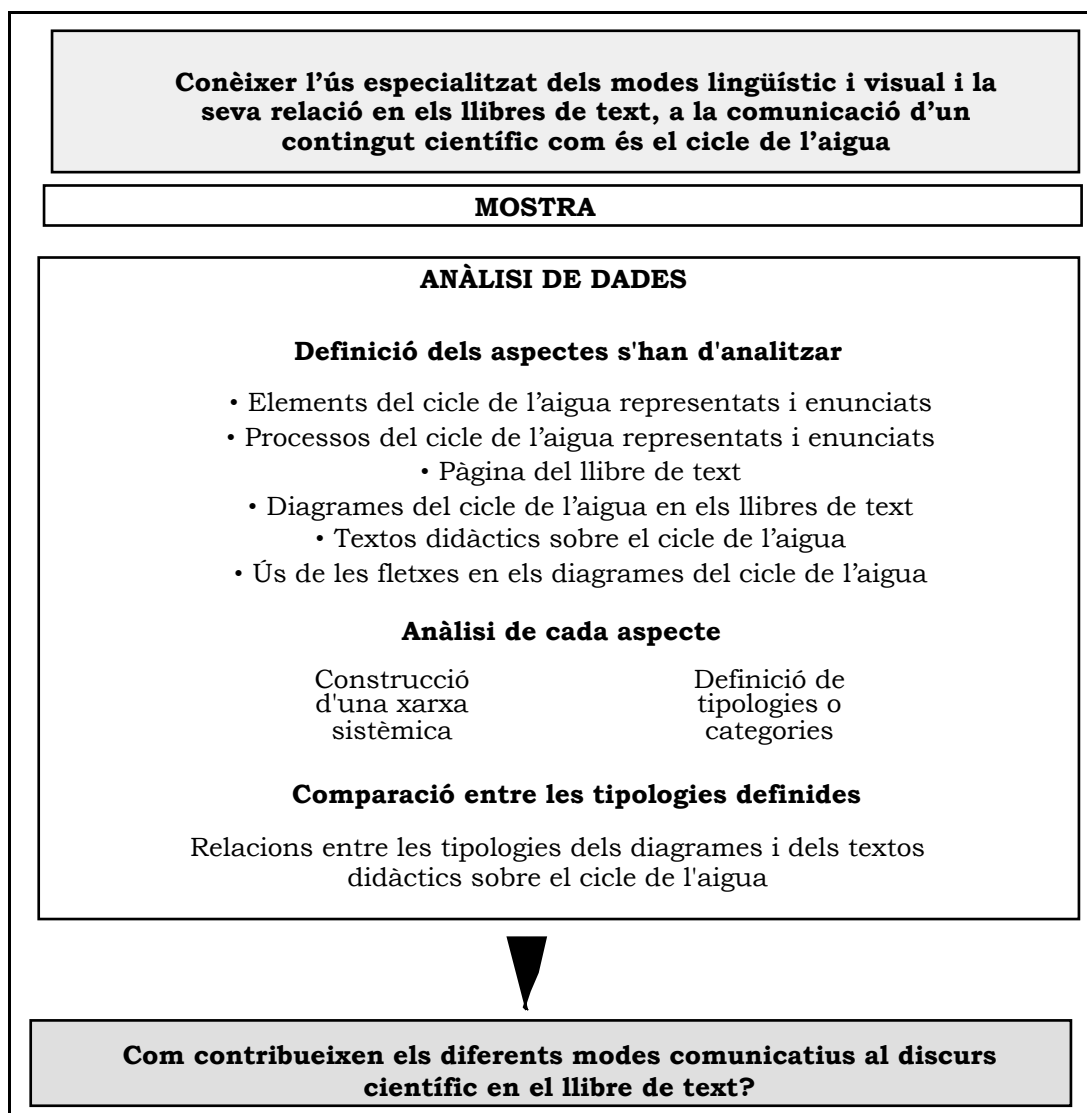 Conèixer l’ús especialitzat dels modes lingüístic i visual i la
seva relació en els llibres de text, a la comunicació d’un
contingut científic com és el cicle de l’aigua
MOSTRA
ANÀLISI DE DADES
Definició dels aspectes s'han d'analitzar
• Elements del cicle de l’aigua representats i enunciats
• Processos del cicle de l’aigua representats i enunciats
• Pàgina del llibre de text
• Diagrames del cicle de l’aigua en els llibres de text
• Textos didàctics sobre el cicle de l’aigua
• Ús de les fletxes en els diagrames del cicle de l’aigua
Anàlisi de cada aspecte
Construcció
d'una xarxa
sistèmica
Definició de
tipologies o
categories
Comparació entre les tipologies definides
Relacions entre les tipologies dels diagrames i dels textos
didàctics sobre el cicle de l'aigua
Com contribueixen els diferents modes comunicatius al discurs
científic en el llibre de text?